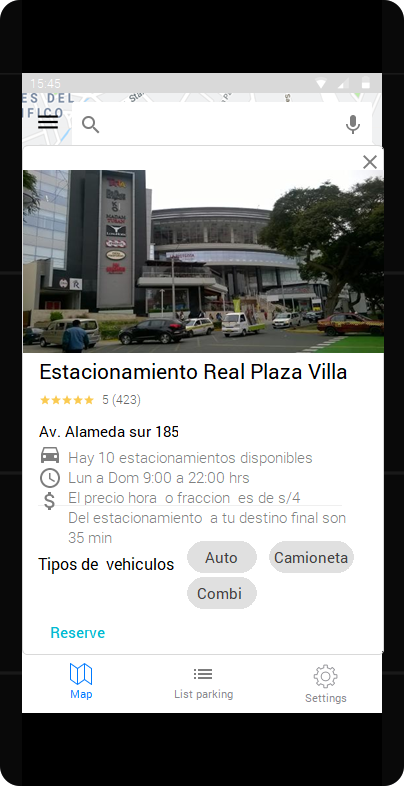 15:45
ES DEL
IFICO
Estacionamiento Real Plaza Villa
5 (423)
Av. Alameda sur 185
Hay 10 estacionamientos disponibles
Lun a Dom 9:00 a 22:00 hrs
El precio hora o fraccion es de s/4
Del estacionamiento a tu destino final son
35 min
Tipos de vehiculos
Auto
Camioneta
Combi
Reserve
Map
List parking
Settings